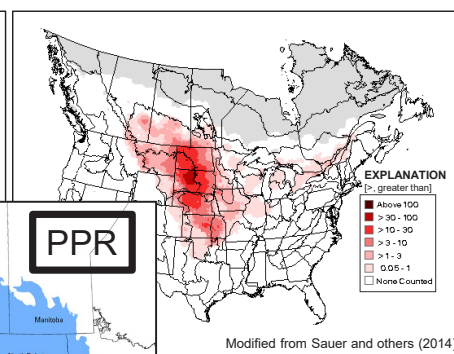 EXPLANATION
[>, greater than]
Above 100
> 30 - 100
> 10 - 30
> 3 - 10
> 1 - 3
0.05 - 1
None Counted
PPR
Manitoba
Modified from Sauer and others (2014)